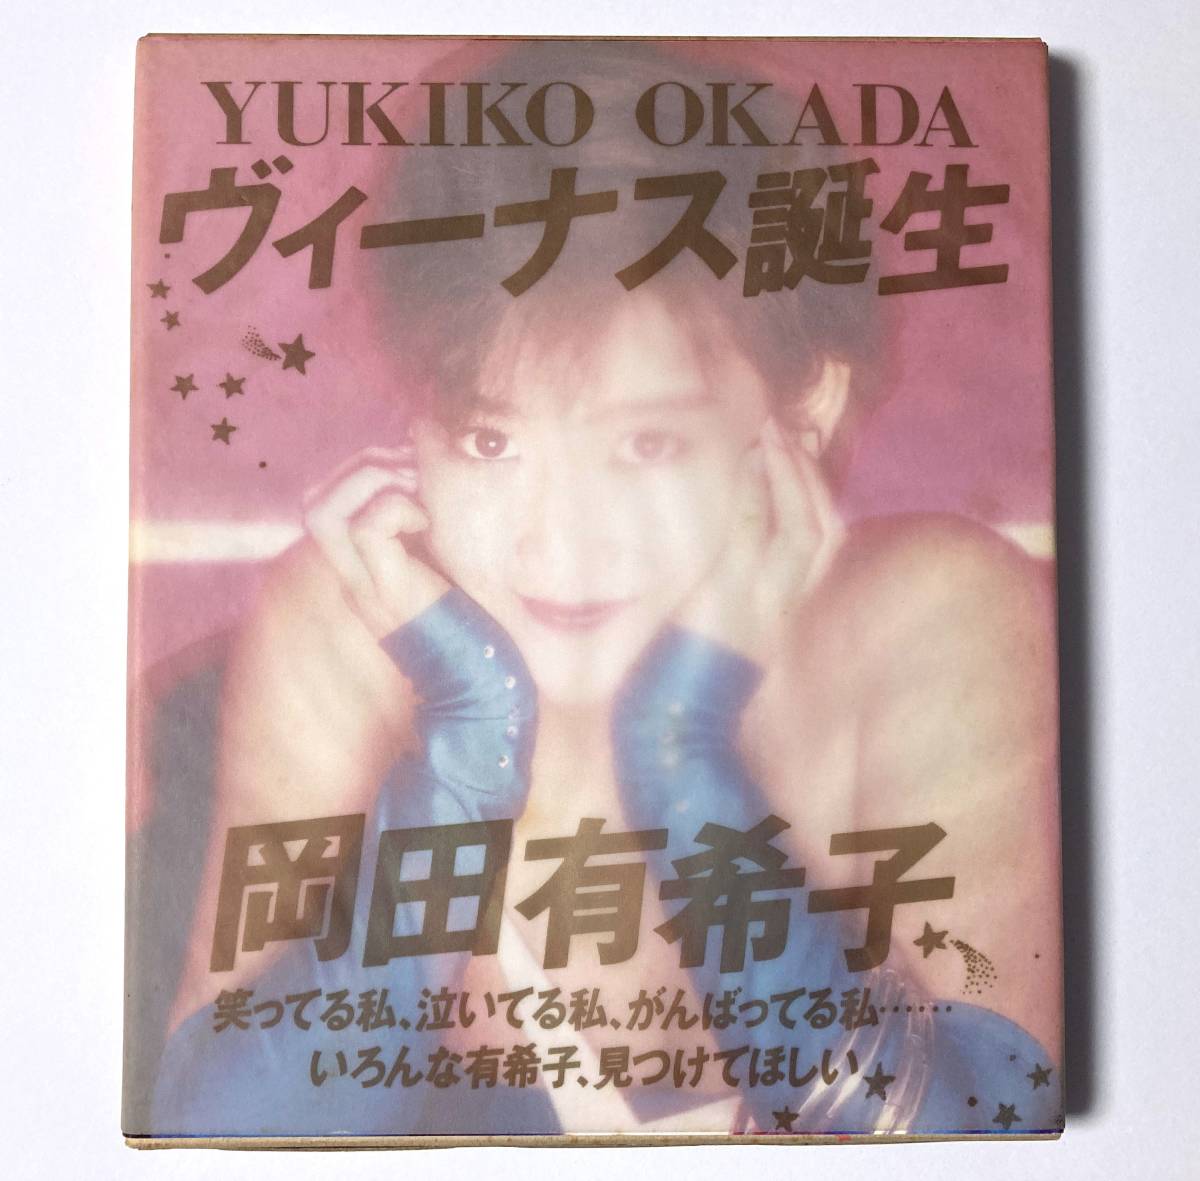 YUKIKO OKADA
ヴィーナス誕生
岡田有希子
笑ってる私、泣いてる私、がんばってる私……
いろんな有希子、見つけてほしい